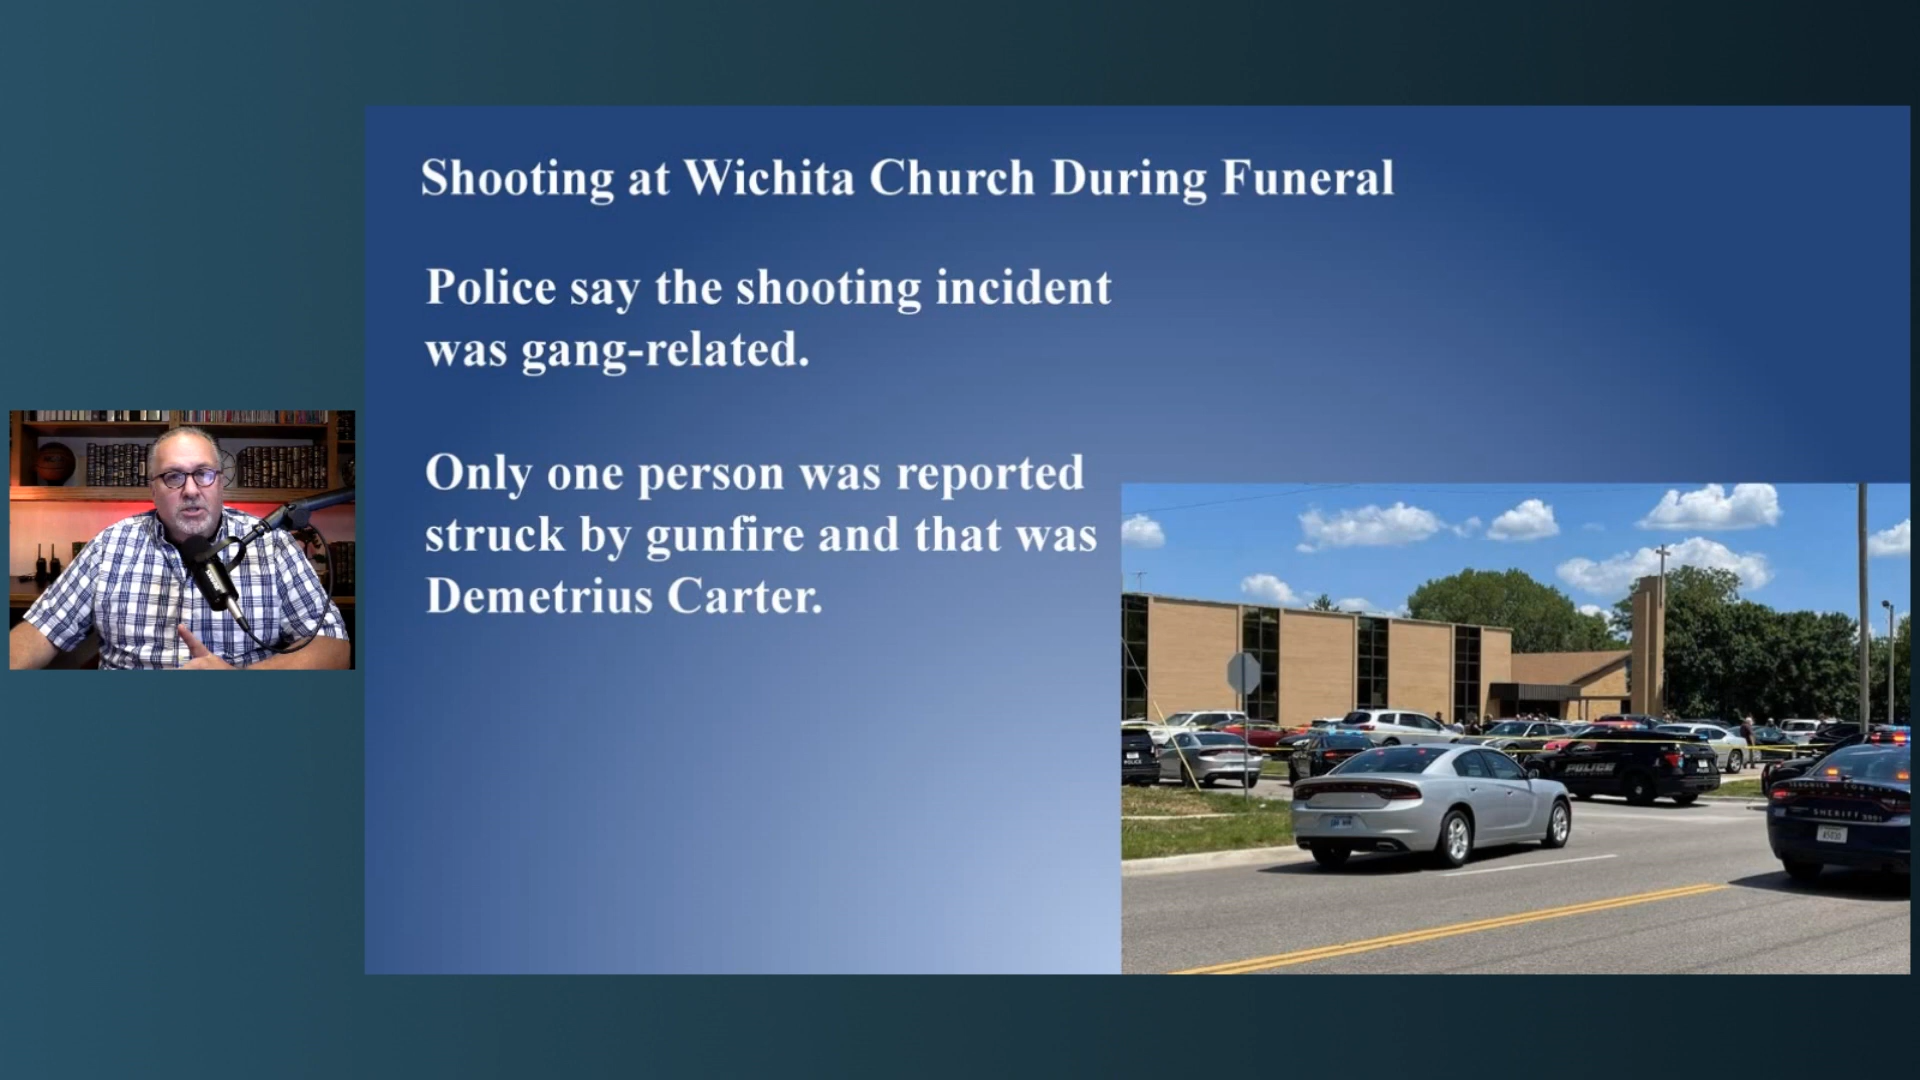 Shooting at Wichita Church During Funeral
Police say the shooting incident
was gang-related.
Only one person was reported
struck by gunfire and that was
Demetrius Carter.
POLICE
POLICE
SHERIFF